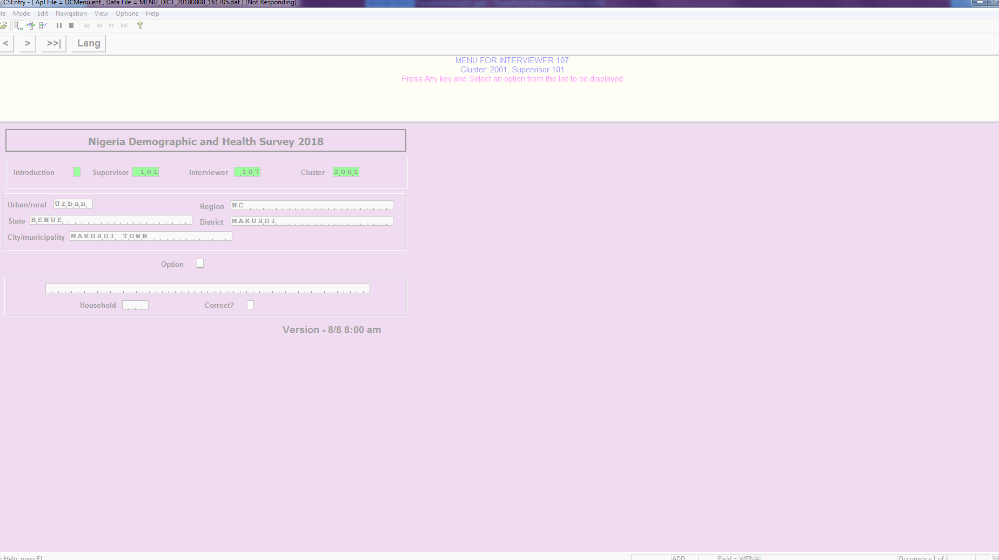 CSEntry - ( Apl File = DCMenu.ent , Data File = MENU_DICT_20180808_161705.dat ) (Not Responding)
le Mode Edit Navigation View Options Help
< > >>| Lang
MENU FOR INTERVIEWER 107
Cluster: 2001, Supervisor 101
Press Any key and Select an option from the list to be displayed
Nigeria Demographic and Health Survey 2018
Introduction Supervisor 101 Interviewer 107 Cluster 2001
Urban/rural Urban Region NC
State BENUE District MAKURDI
City/municipality MAKURDI TOWN
Option
Household Correct?
Version - 8/8 8:00 am
r Help, press F1 ADD Field = WFINAL Occurrence 1 of 1